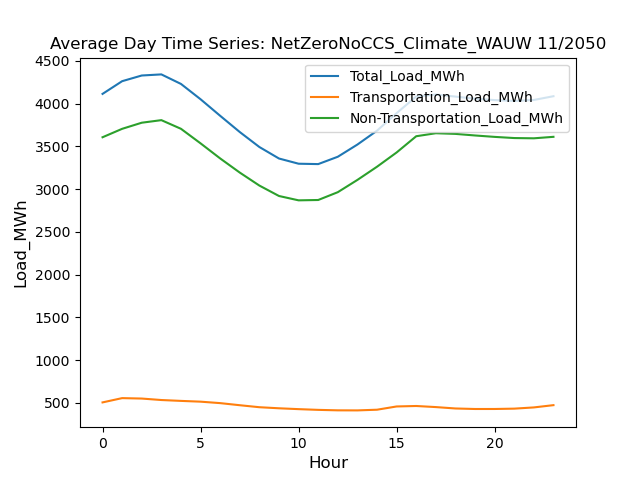 Average Day Time Series: NetZeroNoCCS_Climate_WAUW 11/2050
Total_Load_MWh
Transportation_Load_MWh
Non-Transportation_Load_MWh
Load_MWh
4500
4000
3500
3000
2500
2000
1500
1000
500
0 5 10 15 20
Hour